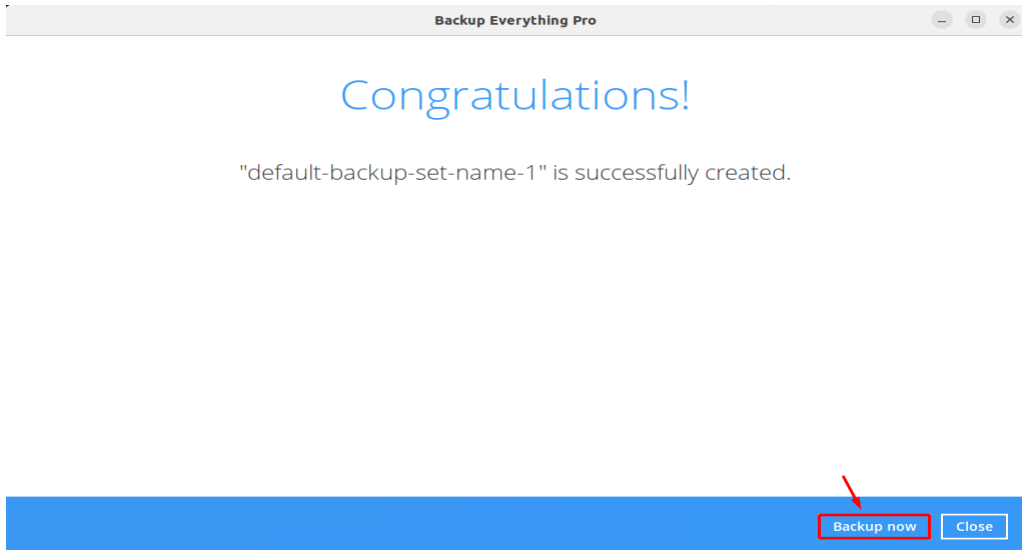 Backup Everything Pro
Congratulations!
"default-backup-set-name-1" is successfully created.
Backup now
Close